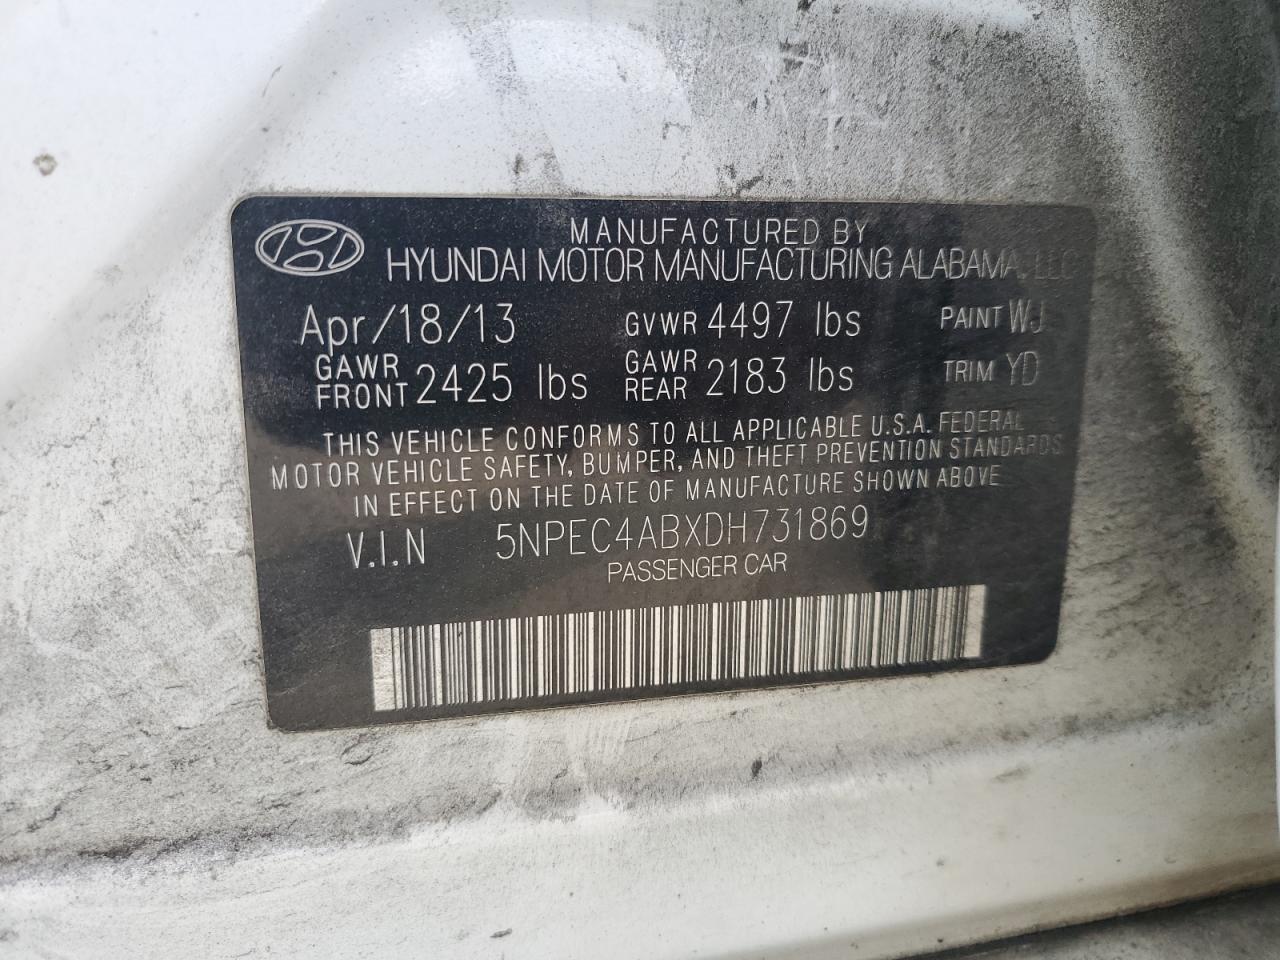 MANUFACTURED BY
HYUNDAI MOTOR MANUFACTURING ALABAMA, LLC
Apr/18/13 GVWR 4497 lbs PAINT WJ
GAWR FRONT 2425 lbs GAWR REAR 2183 lbs TRIM YD
THIS VEHICLE CONFORMS TO ALL APPLICABLE U.S.A. FEDERAL
MOTOR VEHICLE SAFETY, BUMPER, AND THEFT PREVENTION STANDARDS
IN EFFECT ON THE DATE OF MANUFACTURE SHOWN ABOVE
V.I.N 5NPEC4ABXDH731869
PASSENGER CAR